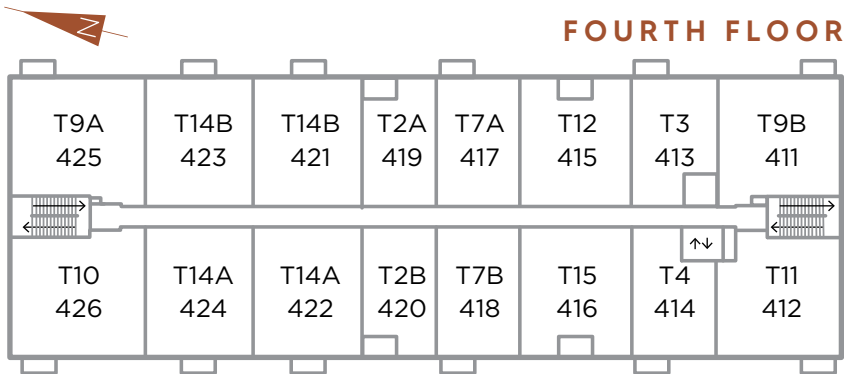 N
FOURTH FLOOR
T9A
425
T14B
423
T14B
421
T2A
419
T7A
417
T12
415
T3
413
T9B
411
T10
426
T14A
424
T14A
422
T2B
420
T7B
418
T15
416
T4
414
T11
412